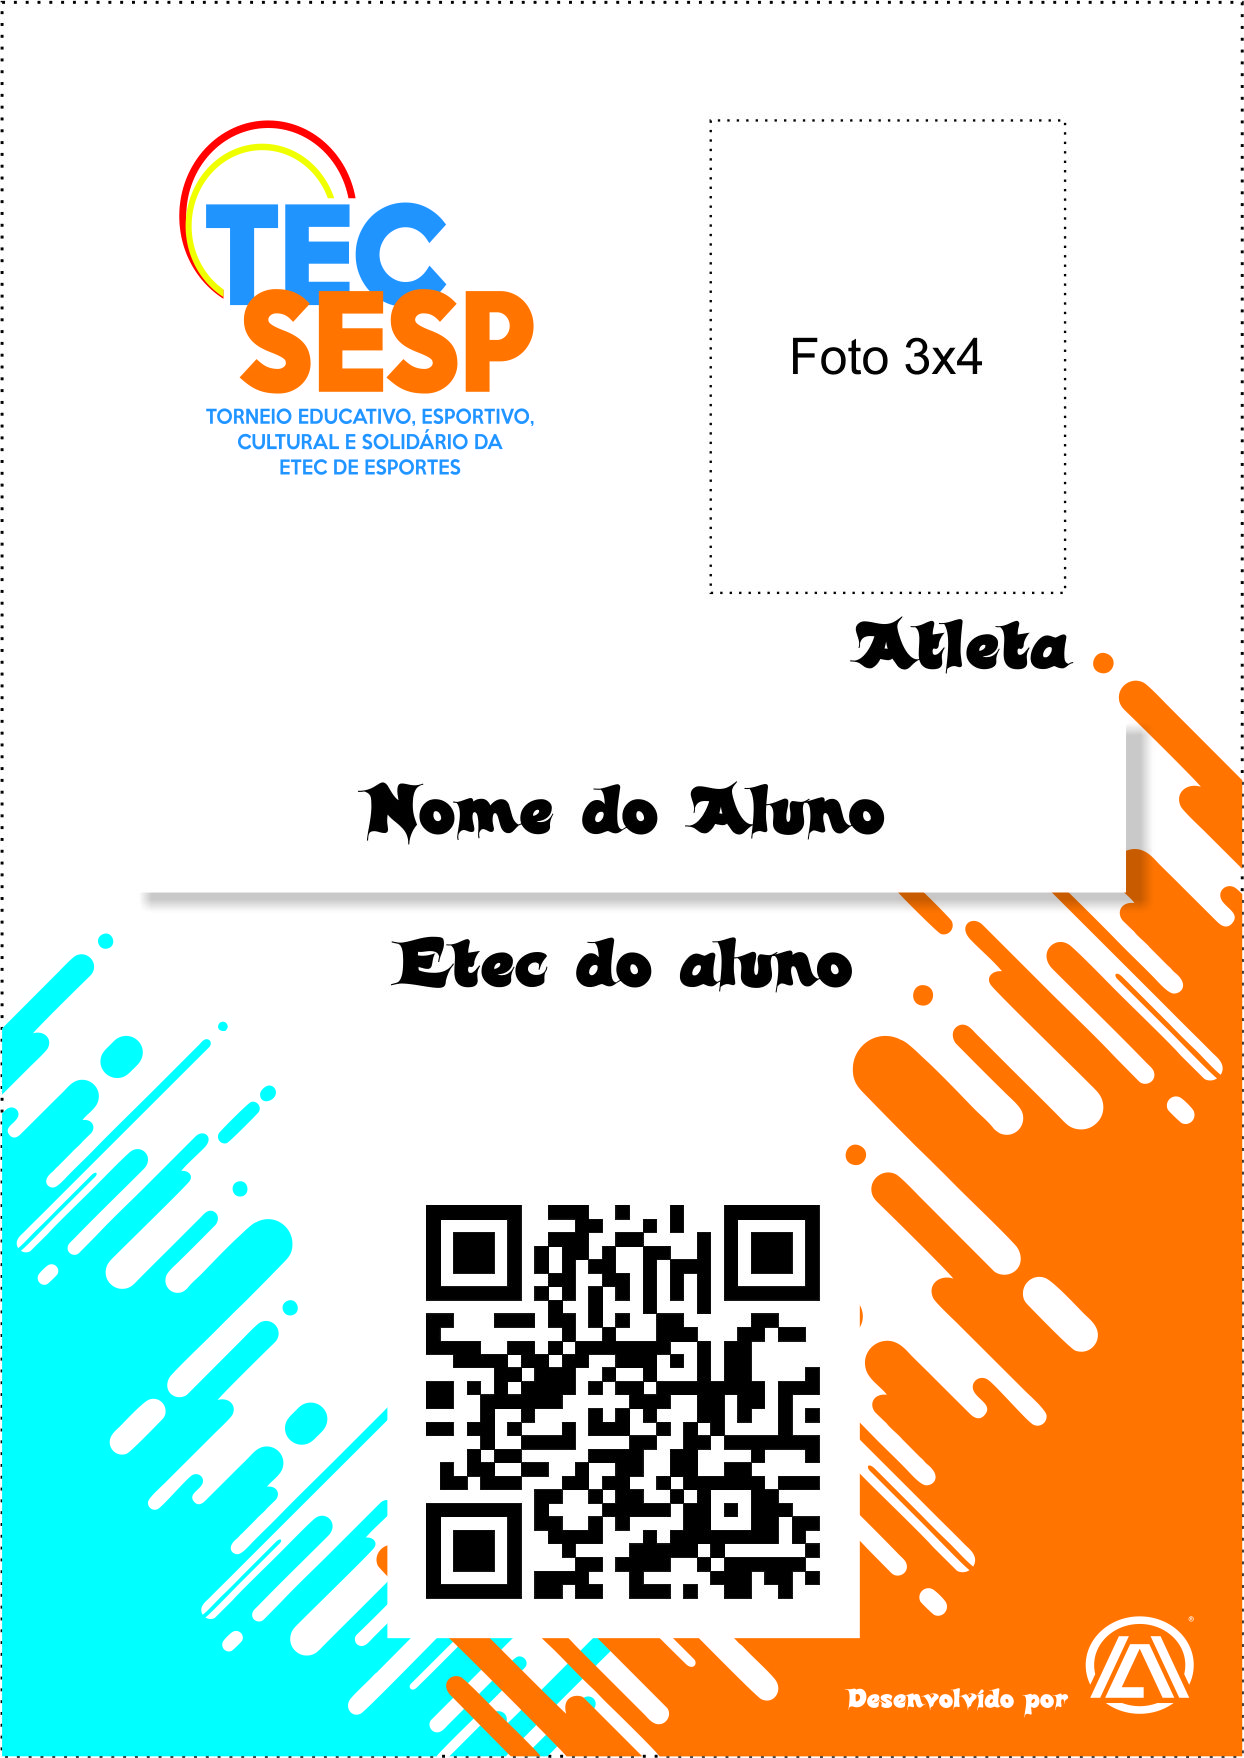 TEC
SESP
TORNEIO EDUCATIVO, ESPORTIVO,
CULTURAL E SOLIDÁRIO DA
ETEC DE ESPORTES
Foto 3x4
Atleta
Nome do Aluno
Etec do aluno
Desenvolvido por